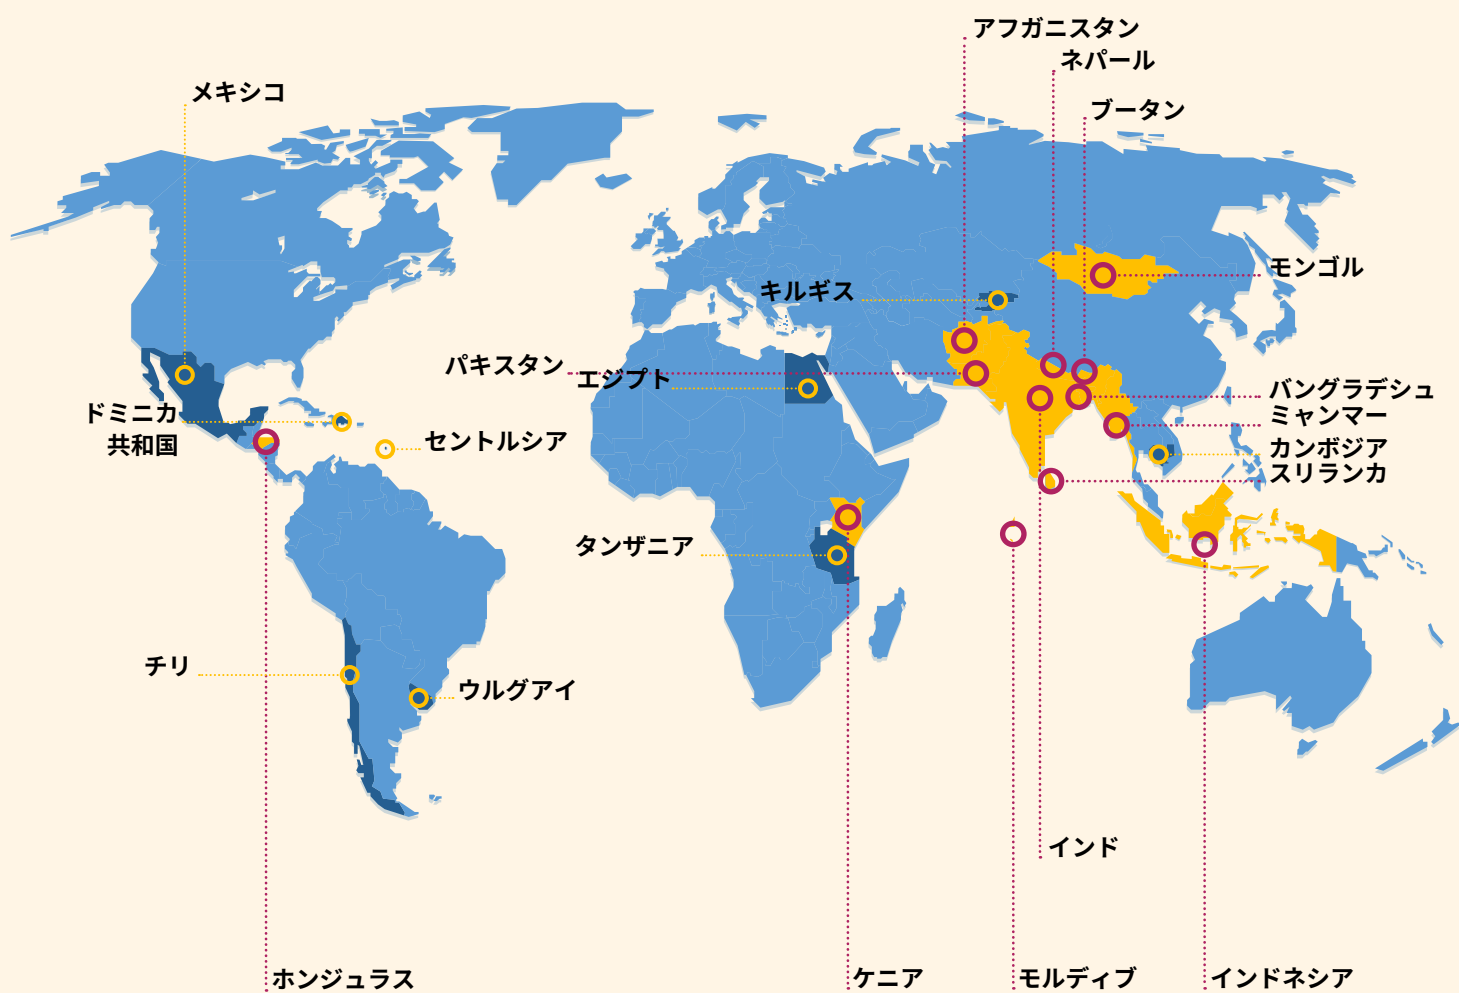 アフガニスタン
ネパール
メキシコ
ブータン
モンゴル
キルギス
パキスタン
エジプト
バングラデシュ
ドミニカ
共和国
ミャンマー
セントルシア
カンボジア
スリランカ
タンザニア
チリ
ウルグアイ
インド
ホンジュラス
ケニア
モルディブ
インドネシア